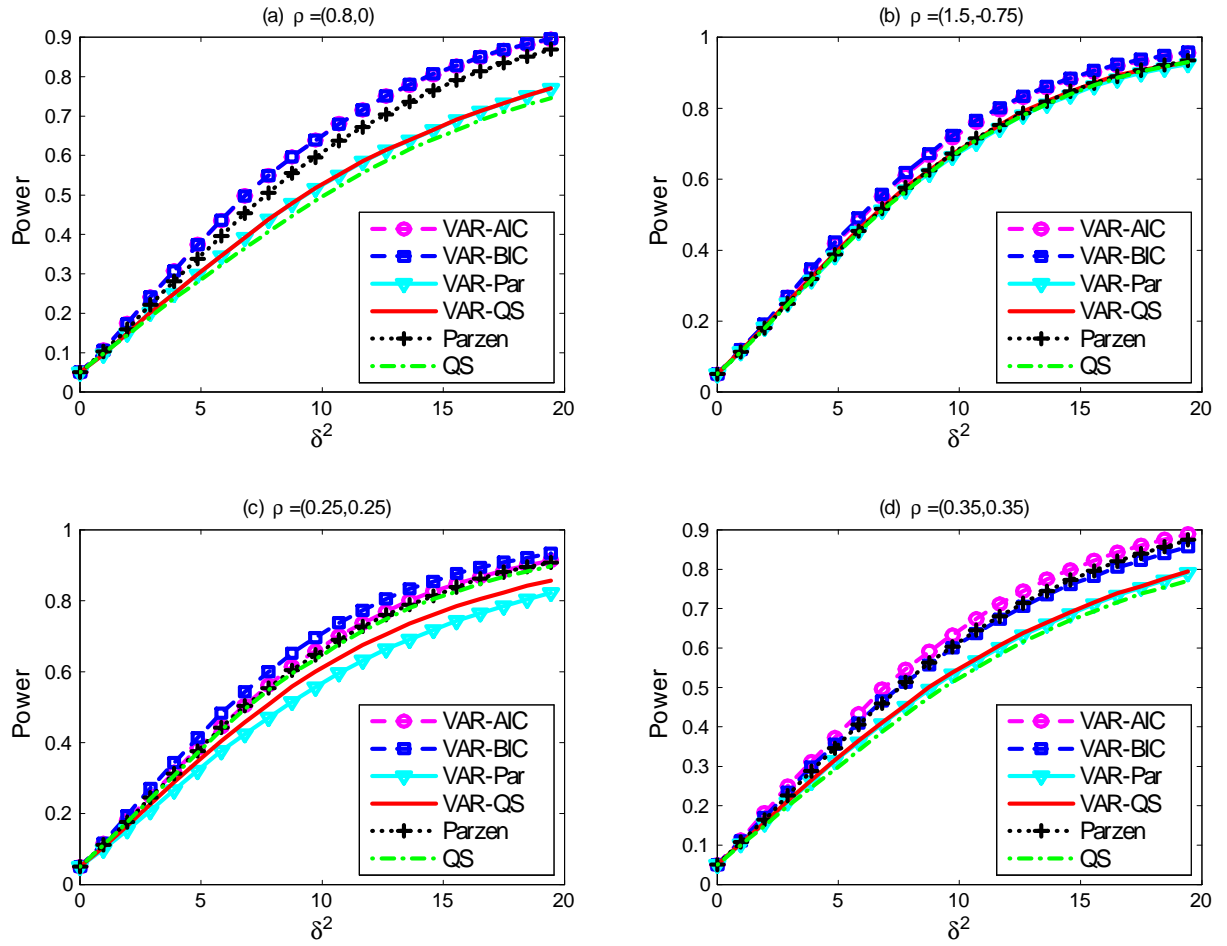 (a) ρ =(0.8,0)
0.9
0.8
0.7
0.6
0.5
0.4
0.3
0.2
0.1
0
Power
0 5 10 15 20
δ²
VAR-AIC
VAR-BIC
VAR-Par
VAR-QS
Parzen
QS
(b) ρ =(1.5,-0.75)
1
0.8
0.6
0.4
0.2
0
Power
0 5 10 15 20
δ²
VAR-AIC
VAR-BIC
VAR-Par
VAR-QS
Parzen
QS
(c) ρ =(0.25,0.25)
1
0.8
0.6
0.4
0.2
0
Power
0 5 10 15 20
δ²
VAR-AIC
VAR-BIC
VAR-Par
VAR-QS
Parzen
QS
(d) ρ =(0.35,0.35)
0.9
0.8
0.7
0.6
0.5
0.4
0.3
0.2
0.1
0
Power
0 5 10 15 20
δ²
VAR-AIC
VAR-BIC
VAR-Par
VAR-QS
Parzen
QS